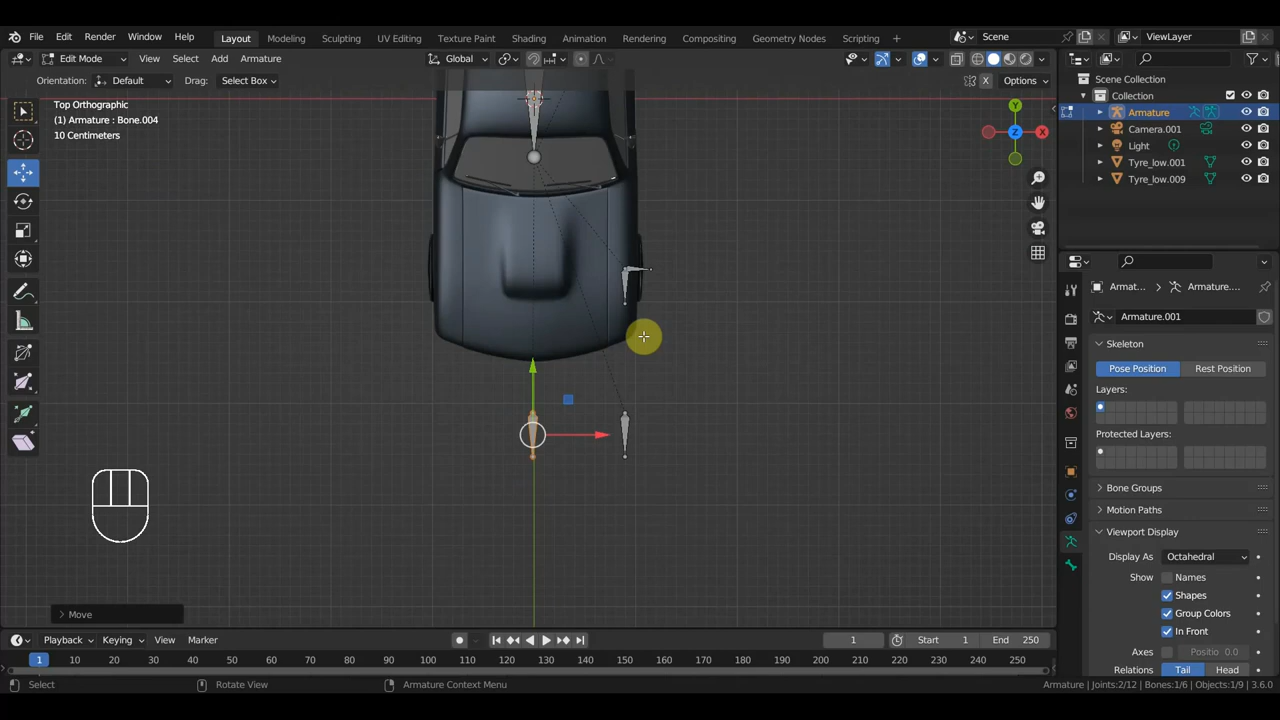 File Edit Render Window Help Layout Modeling Sculpting UV Editing Texture Paint Shading Animation Rendering Compositing Geometry Nodes Scripting + Scene ViewLayer
Edit Mode View Select Add Armature Global Options
Orientation: Default Drag: Select Box X Options
Top Orthographic
(1) Armature : Bone.004
10 Centimeters
Y
X
Z
Scene Collection
Collection
Armature
Camera.001
Light
Tyre_low.001
Tyre_low.009
Armat... Armature....
Armature.001
Skeleton
Pose Position Rest Position
Layers:
Protected Layers:
Bone Groups
Motion Paths
Viewport Display
Display As Octahedral
Show Names
Shapes
Group Colors
In Front
Axes Positio 0.0
Relations Tail Head
Move
Playback Keying View Marker 1 Start 1 End 250
1 10 20 30 40 50 60 70 80 90 100 110 120 130 140 150 160 170 180 190 200 210 220 230 240 250
Select Rotate View Armature Context Menu Armature | Joints:2/12 | Bones:1/6 | Objects:1/9 | 3.6.0